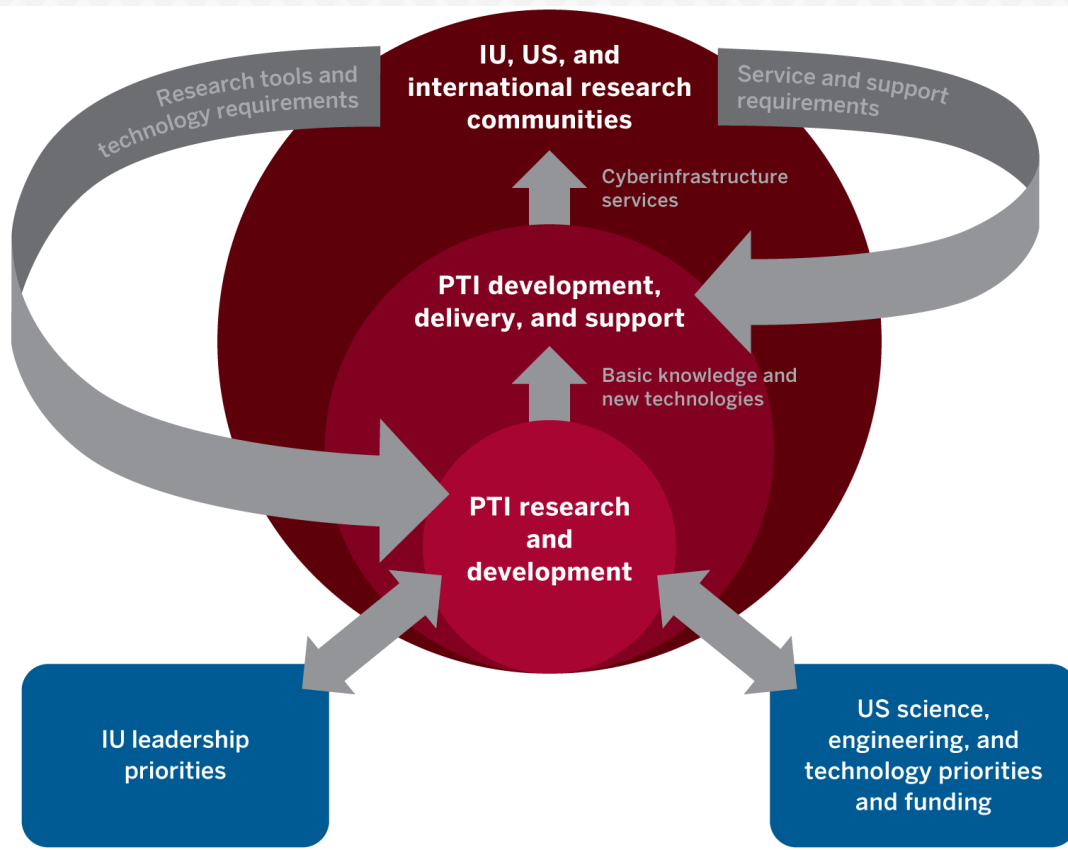 IU, US, and
international research
communities
Research tools and
technology requirements
Service and support
requirements
Cyberinfrastructure
services
PTI development,
delivery, and support
Basic knowledge and
new technologies
PTI research
and
development
IU leadership
priorities
US science,
engineering, and
technology priorities
and funding